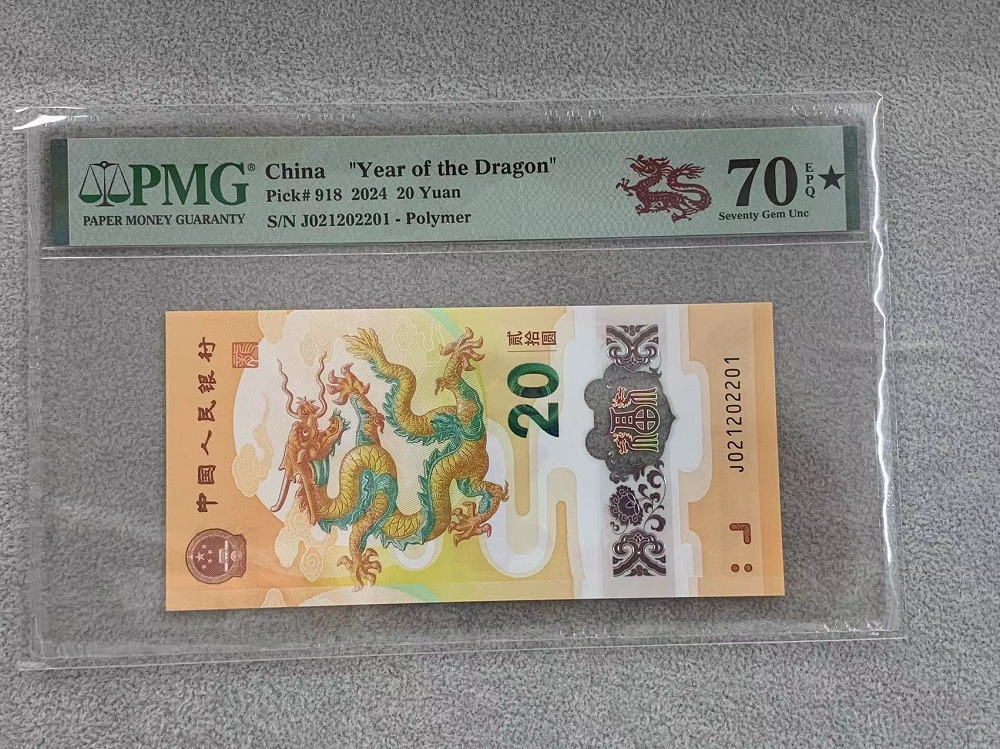 PMG®
PAPER MONEY GUARANTY
China "Year of the Dragon"
Pick# 918 2024 20 Yuan
S/N J021202201 - Polymer
70 EPQ ★
Seventy Gem Unc
中国人民银行
贰拾圆
20
福
J021202201